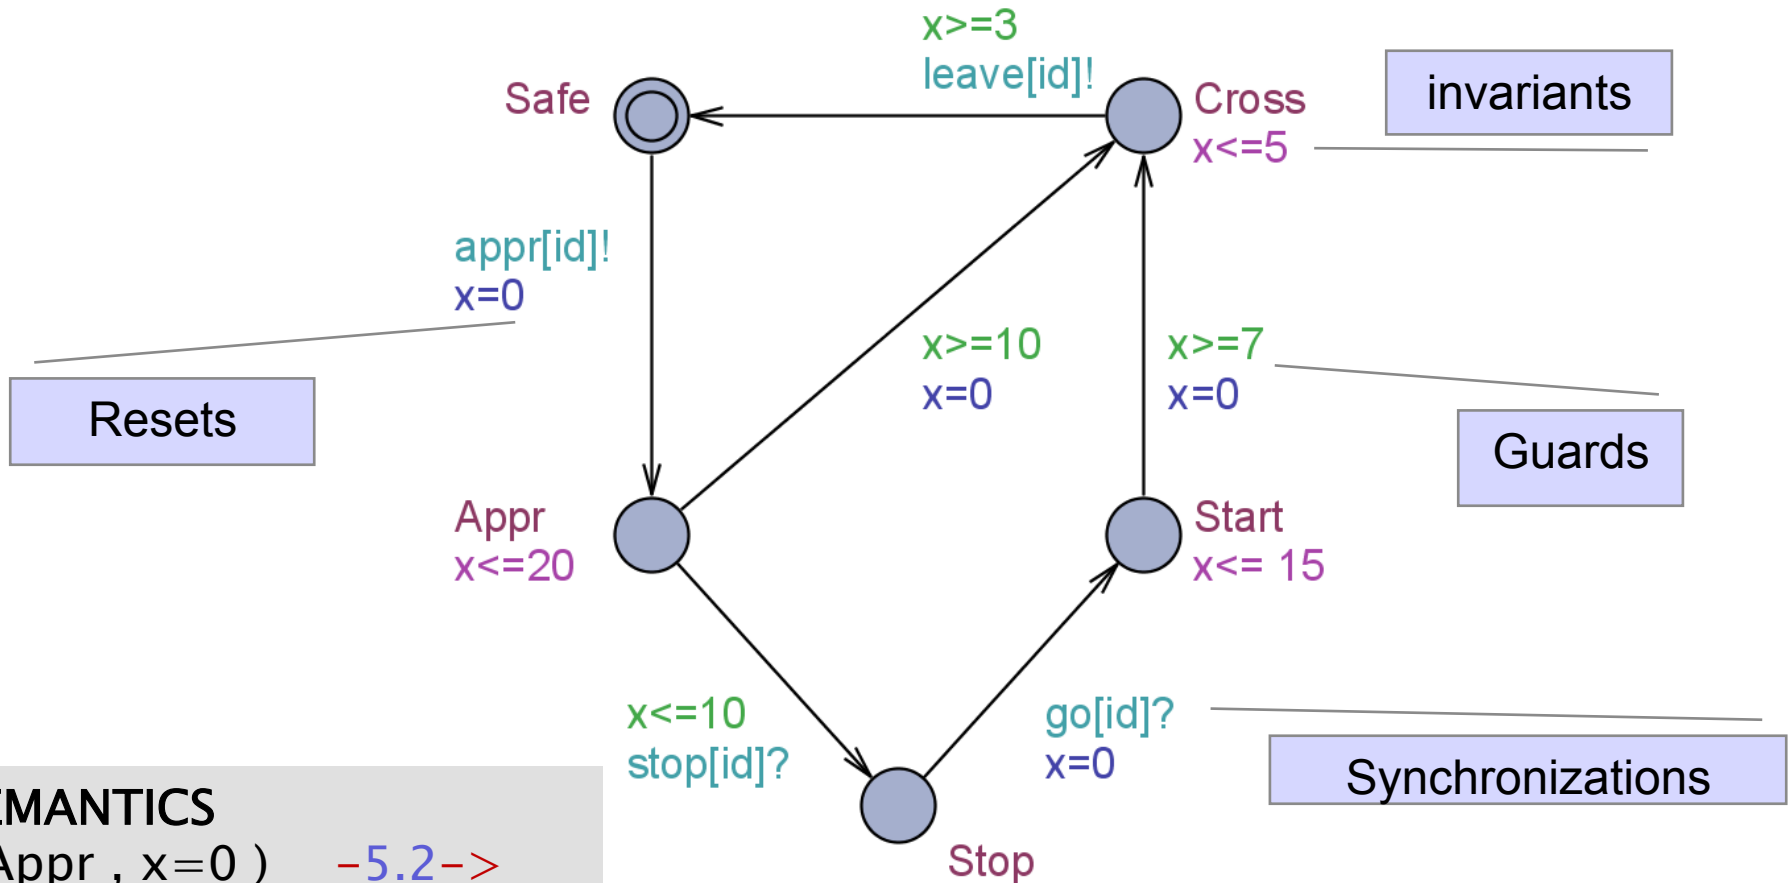 x>=3
leave[id]!
Safe
Cross
x<=5
invariants
appr[id]!
x=0
Resets
x>=10
x=0
x>=7
x=0
Guards
Appr
x<=20
Start
x<= 15
x<=10
stop[id]?
go[id]?
x=0
Synchronizations
Stop
EMANTICS
Appr , x=0 ) -5.2->